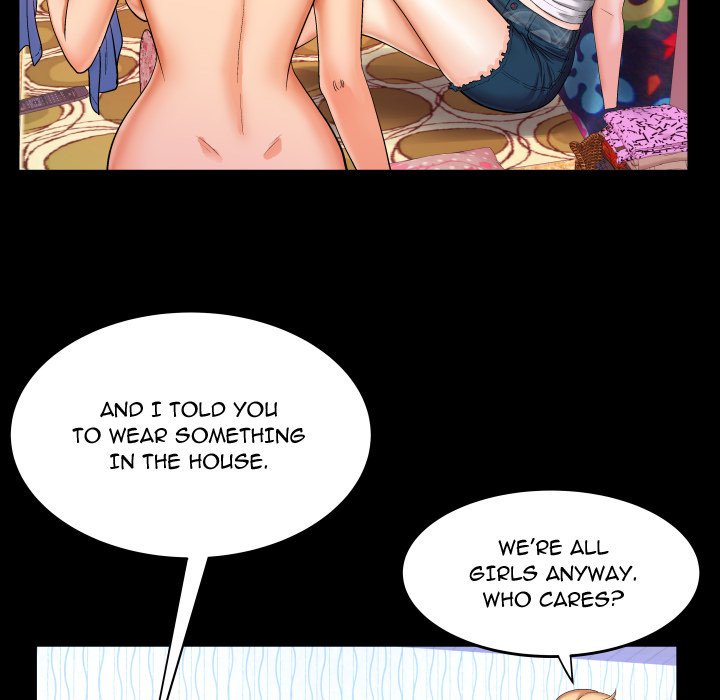 AND I TOLD YOU
TO WEAR SOMETHING
IN THE HOUSE.
WE'RE ALL
GIRLS ANYWAY.
WHO CARES?